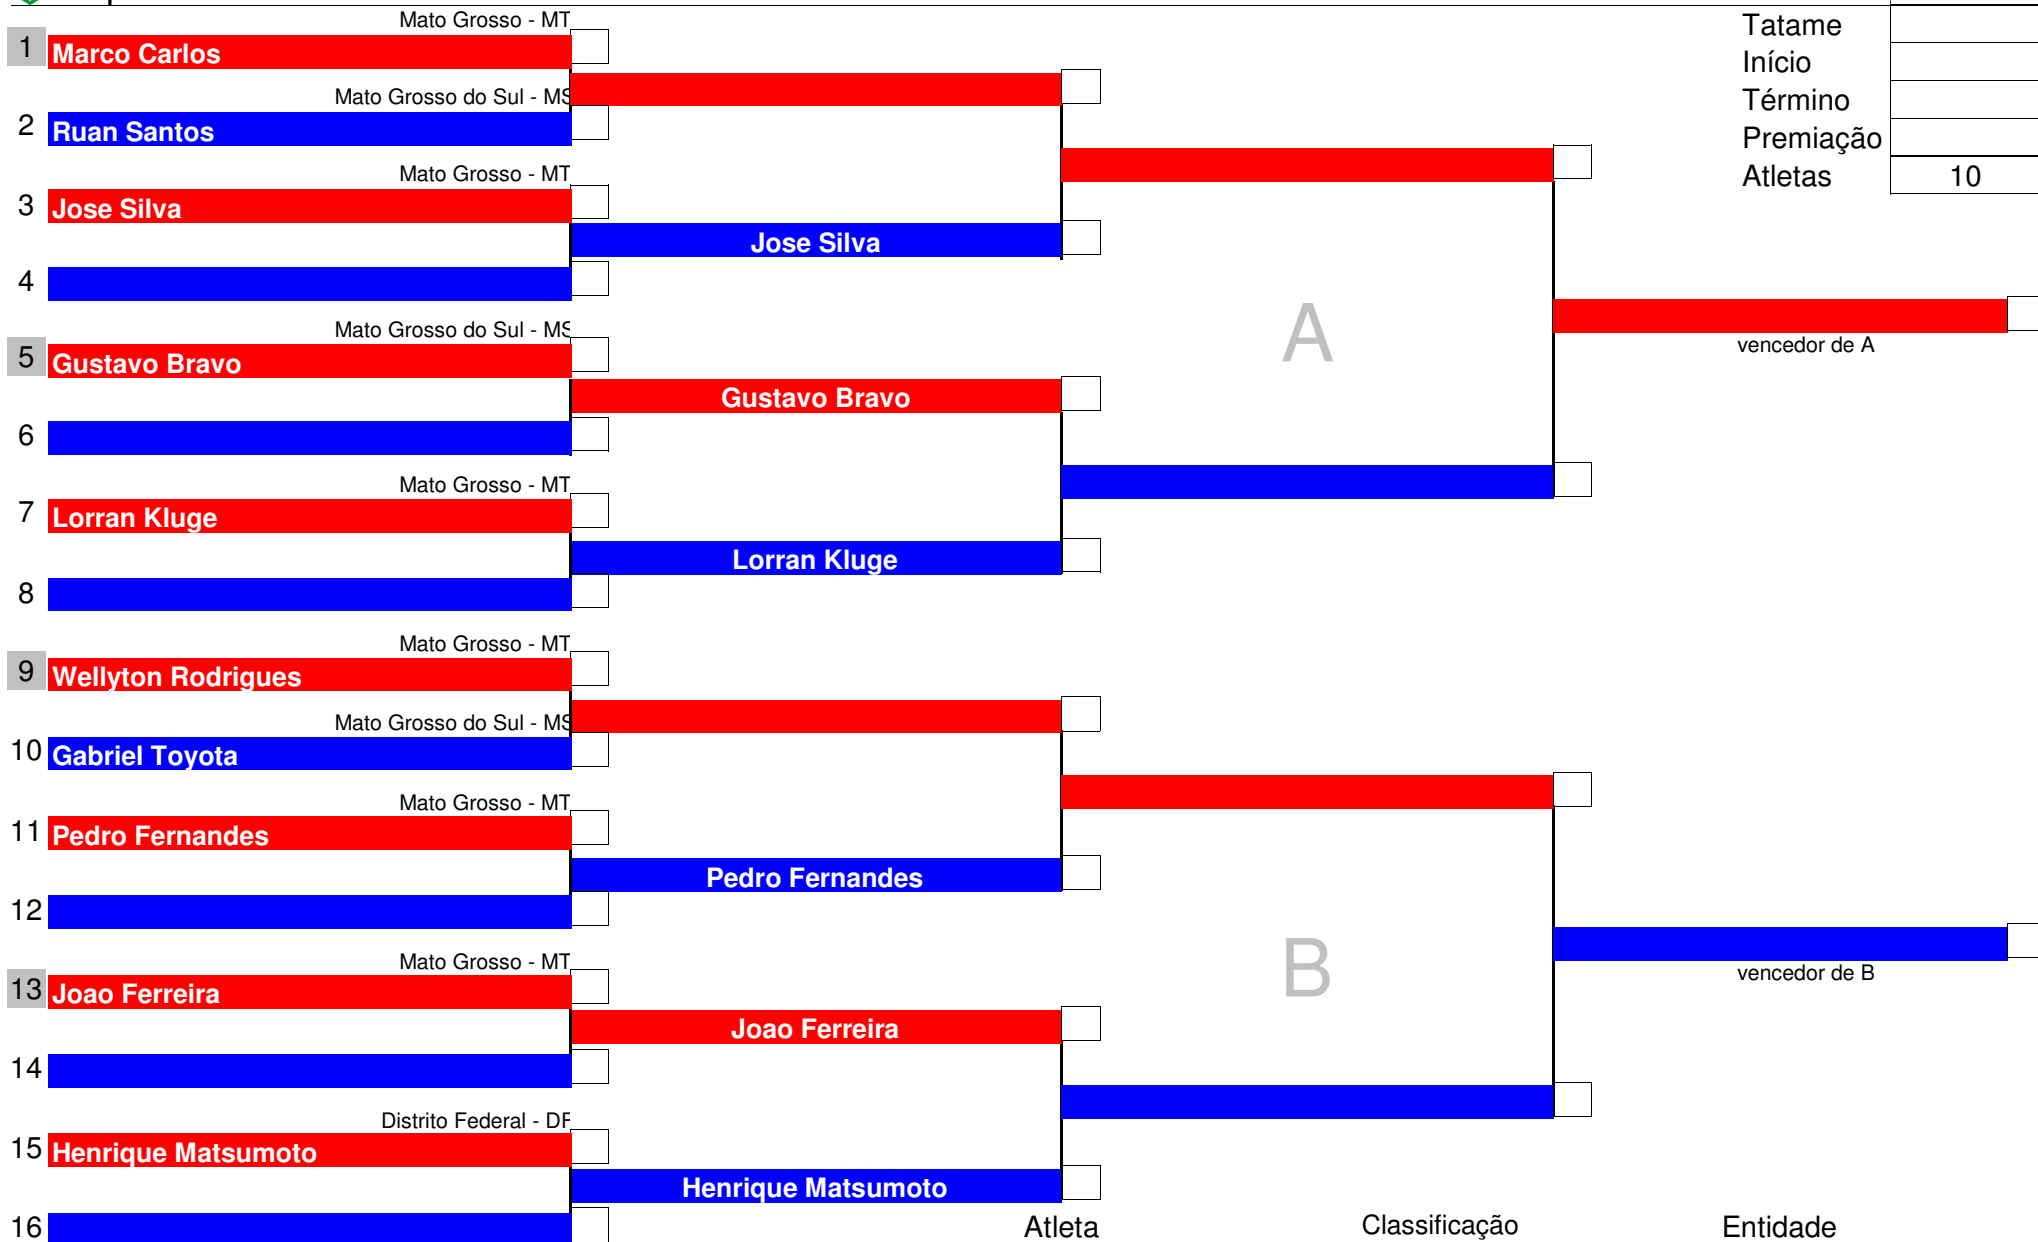 Mato Grosso - MT
1 Marco Carlos
Mato Grosso do Sul - MS
2 Ruan Santos
Mato Grosso - MT
3 Jose Silva
Jose Silva
4
Mato Grosso do Sul - MS
5 Gustavo Bravo
Gustavo Bravo
6
Mato Grosso - MT
7 Lorran Kluge
Lorran Kluge
8
Mato Grosso - MT
9 Wellyton Rodrigues
Mato Grosso do Sul - MS
10 Gabriel Toyota
Mato Grosso - MT
11 Pedro Fernandes
Pedro Fernandes
12
Mato Grosso - MT
13 Joao Ferreira
Joao Ferreira
14
Distrito Federal - DF
15 Henrique Matsumoto
Henrique Matsumoto
16
A
B
vencedor de A
vencedor de B
Tatame
Início
Término
Premiação
Atletas 10
Atleta Classificação Entidade